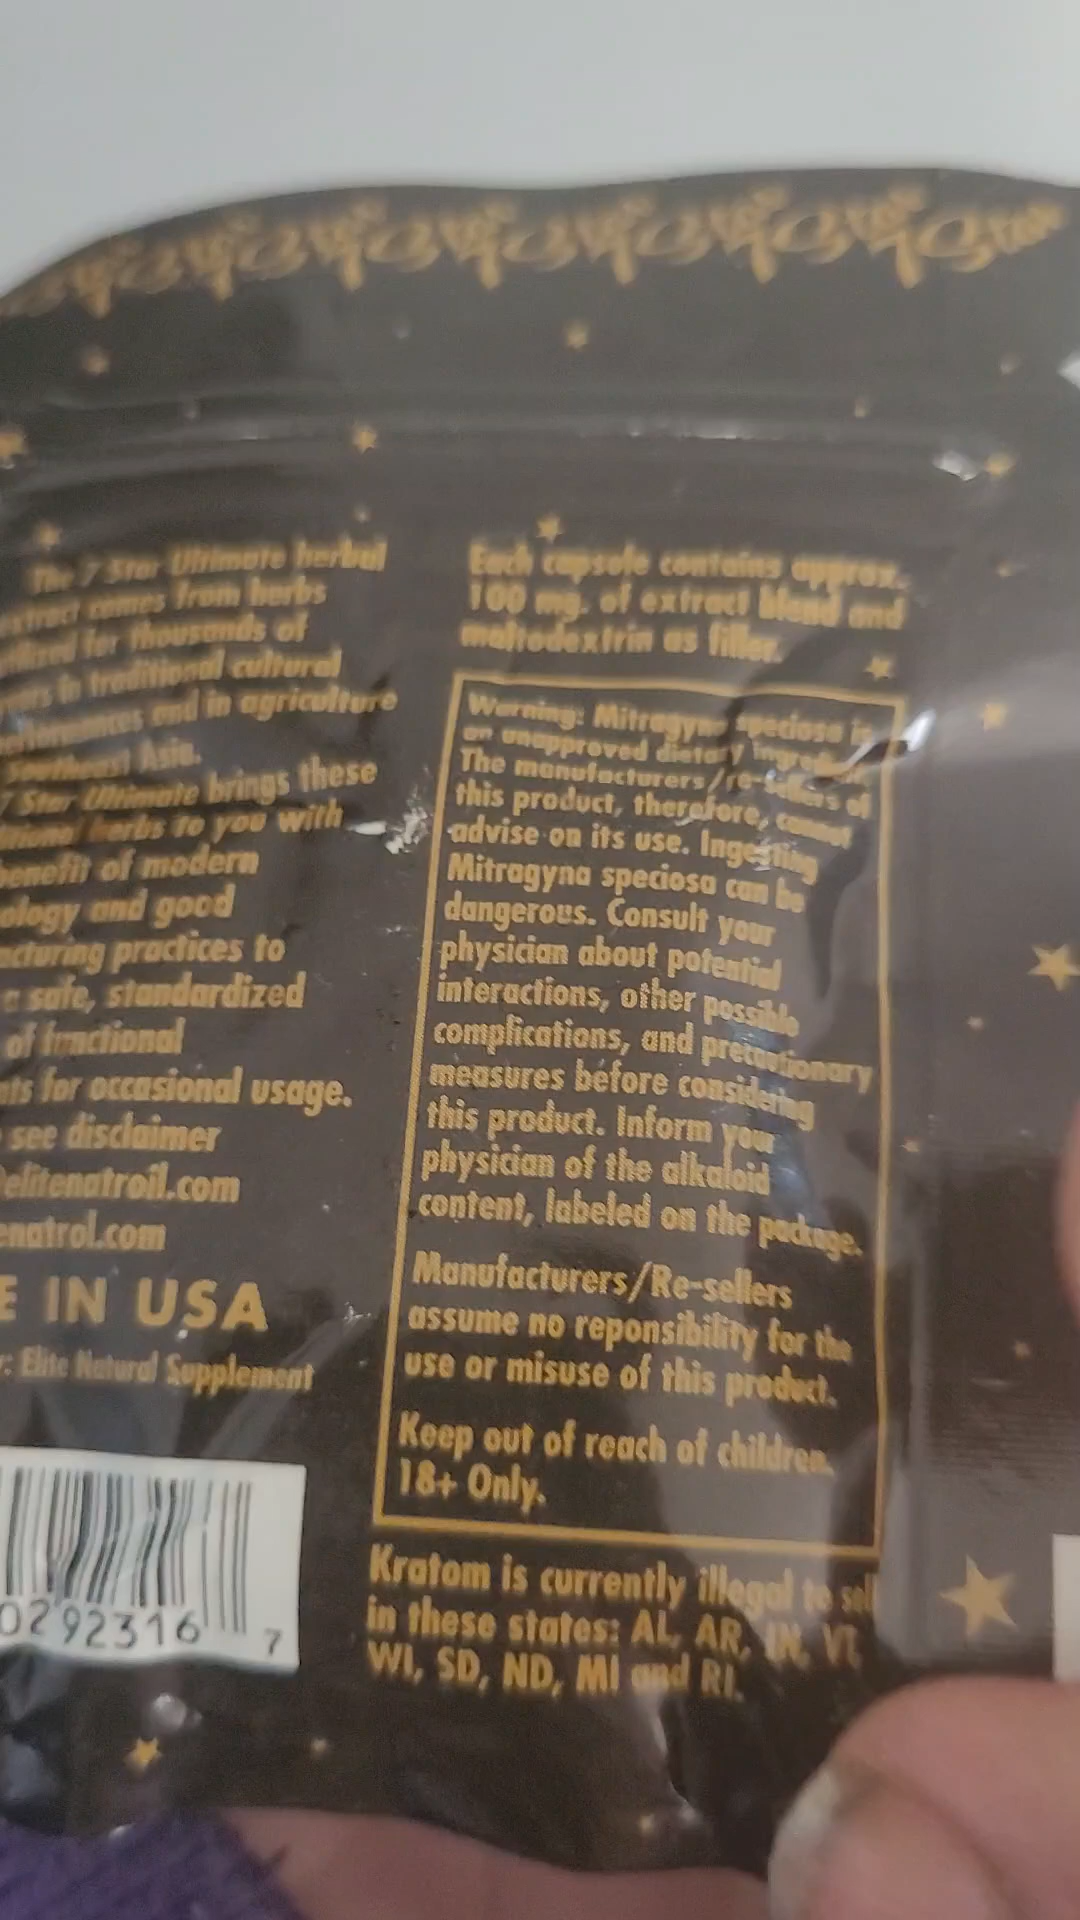 The 7 Star Ultimate herbal
extract comes from herbs
utilized for thousands of
years in traditional cultural
and in agriculture
Southeast Asia.
7 Star Ultimate brings these
herbs to you with
benefit of modern
ology and good
acturing practices to
a safe, standardized
of functional
ats for occasional usage.
see disclaimer
elitenatroil.com
enatrol.com
E IN USA
r: Elite Natural Supplement
0292316 7
Each capsole contains approx.
100 mg. of extract blend and
maltodextrin as filler.
Warning: Mitragyna speciosa is
an unapproved dietary ingredient
The manufacturers/re-sellers of
this product, therefore, cannot
advise on its use. Ingesting
Mitragyna speciosa can be
dangerous. Consult your
physician about potential
interactions, other possible
complications, and precautionary
measures before considering
this product. Inform your
physician of the alkaloid
content, labeled on the package.
Manufacturers/Re-sellers
assume no reponsibility for the
use or misuse of this product.
Keep out of reach of children.
18+ Only.
Kratom is currently illegal to sell
in these states: AL, AR, IN, VT,
WI, SD, ND, MI and RI.